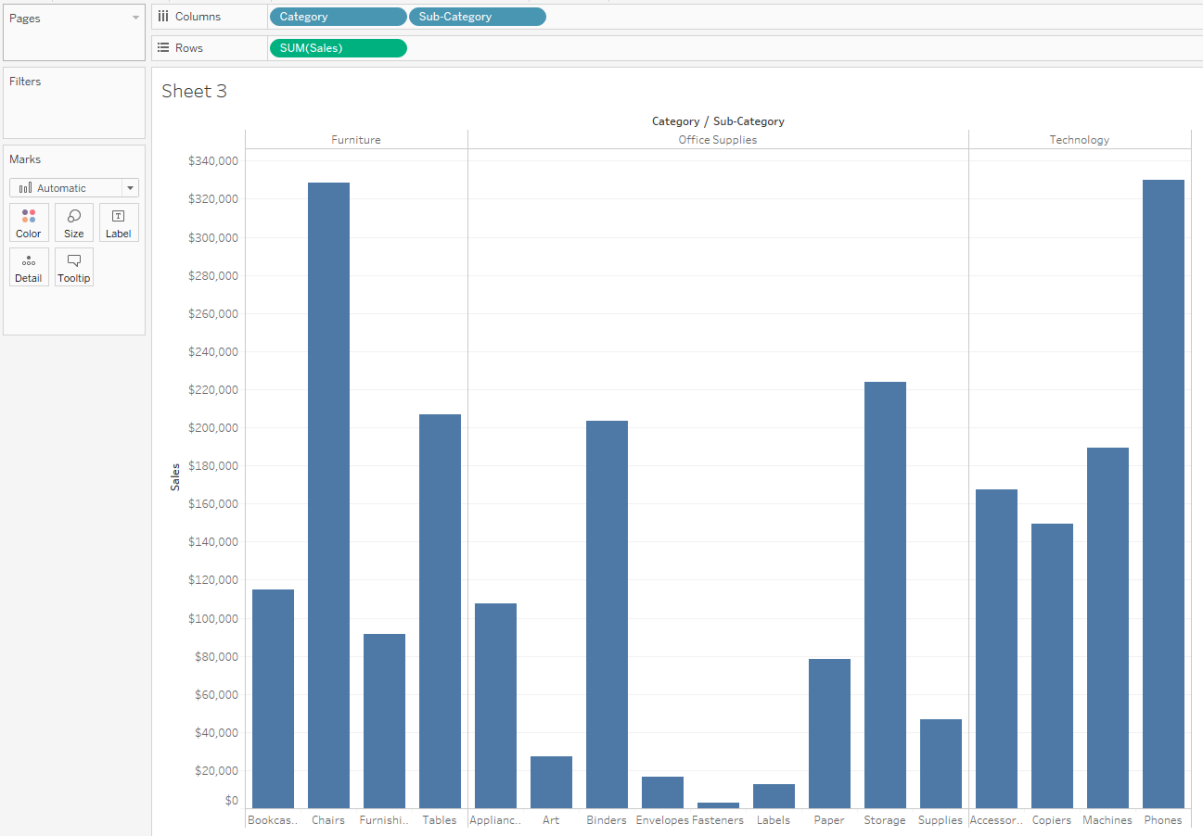 Pages
Columns
Category
Sub-Category
Rows
SUM(Sales)
Filters
Marks
Automatic
Color
Size
T
Label
Detail
Tooltip
Sheet 3
Category / Sub-Category
Furniture
Office Supplies
Technology
$340,000
$320,000
$300,000
$280,000
$260,000
$240,000
$220,000
$200,000
$180,000
$160,000
$140,000
$120,000
$100,000
$80,000
$60,000
$40,000
$20,000
$0
Sales
Bookcas.. Chairs Furnishi.. Tables Applianc.. Art Binders Envelopes Fasteners Labels Paper Storage Supplies Accessor.. Copiers Machines Phones